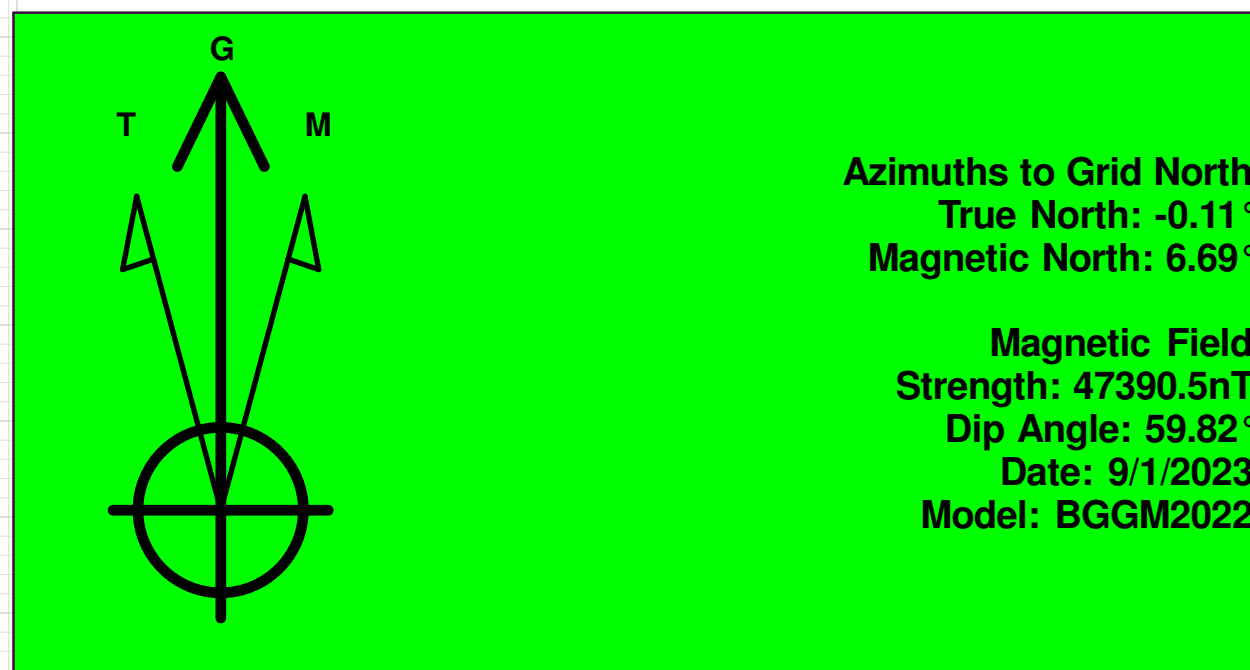 G
T M
Azimuths to Grid North
True North: -0.11°
Magnetic North: 6.69°
Magnetic Field
Strength: 47390.5nT
Dip Angle: 59.82°
Date: 9/1/2023
Model: BGGM2022